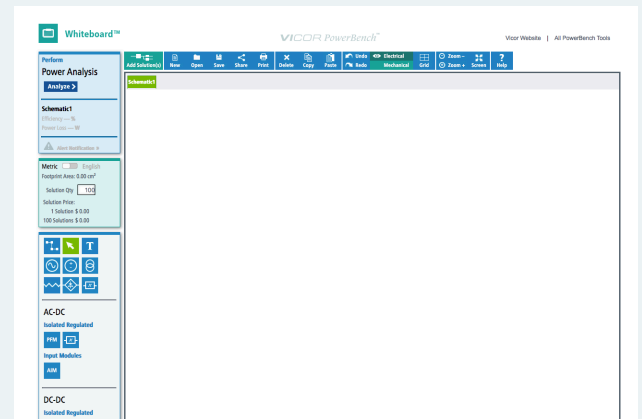 Whiteboard™
VICOR PowerBench™
Vicor Website | All PowerBench Tools
Perform
Power Analysis
Analyze >
Schematic1
Efficiency — %
Power Loss — W
Alert Notification 0
Metric English
Footprint Area: 0.00 cm²
Solution Qty 100
Solution Price:
1 Solution $ 0.00
100 Solutions $ 0.00
T
AC-DC
Isolated Regulated
PFM
Input Modules
AIM
DC-DC
Isolated Regulated
Add Solution(s) New Open Save Share Print Delete Copy Paste Undo Redo Electrical Mechanical Grid Zoom – Zoom + Screen ? Help
Schematic1